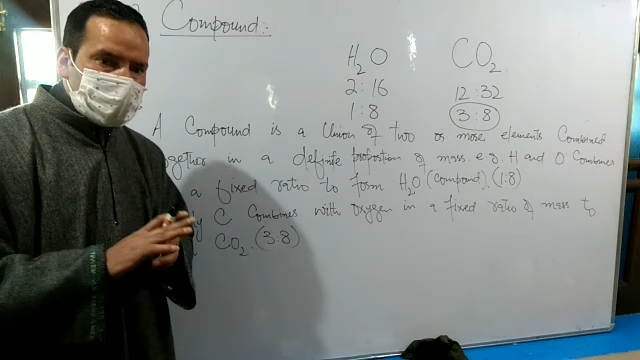 Compound:-
H2O CO2
2:16 12:32
1:8 3:8
A Compound is a Union of two or more elements Combined
together in a definite proportion of mass. e.g. H and O Combines
a fixed ratio to form H2O (Compound). (1:8)
C Combines with oxygen in a fixed ratio of mass to
CO2. (3:8)